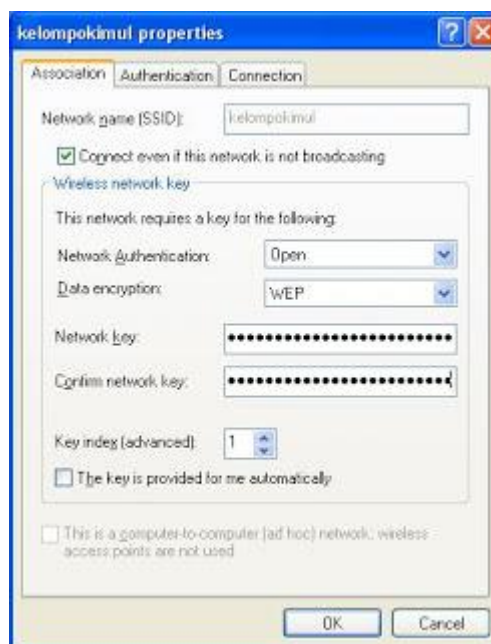 kelompokimul properties
Association Authentication Connection
Network name (SSID): kelompokimul
Connect even if this network is not broadcasting
Wireless network key
This network requires a key for the following:
Network Authentication: Open
Data encryption: WEP
Network key: •••••••••••••••••••••••••
Confirm network key: •••••••••••••••••••••••••
Key index (advanced): 1
The key is provided for me automatically
This is a computer-to-computer (ad hoc) network; wireless
access points are not used
OK Cancel